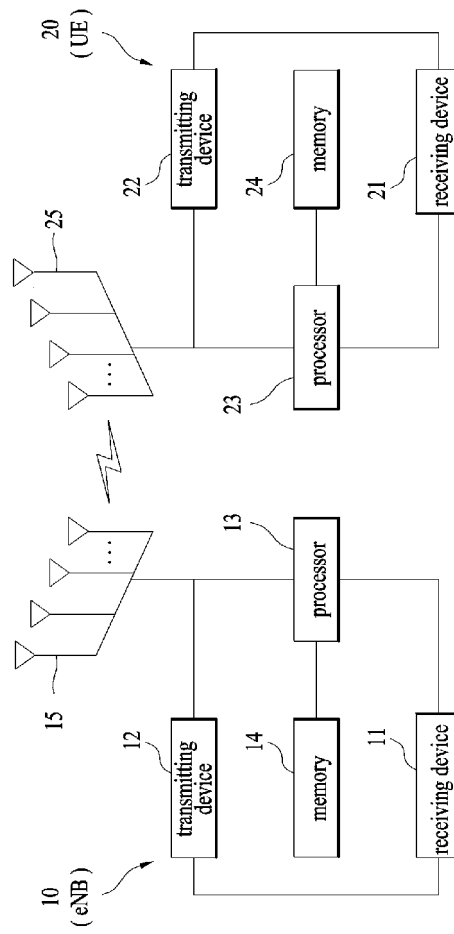 10
( eNB )
15
12
transmitting
device
13
14
memory
processor
11
receiving device
20
( UE )
25
22
transmitting
device
23
24
processor
memory
21
receiving device